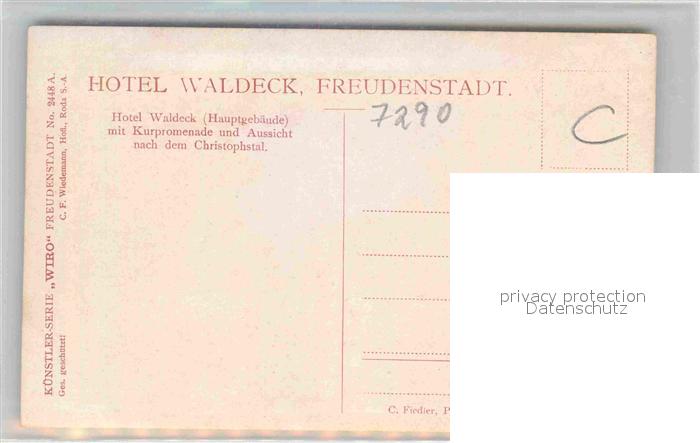 HOTEL WALDECK, FREUDENSTADT.
7290
C
Hotel Waldeck (Hauptgebäude)
mit Kurpromenade und Aussicht
nach dem Christophstal.
KÜNSTLER-SERIE „WIRO“ FREUDENSTADT No. 2448 A.
Ges. geschützt! C. F. Wiedemann, Hofl., Roda S.-A.
C. Fiedler, P
privacy protection
Datenschutz